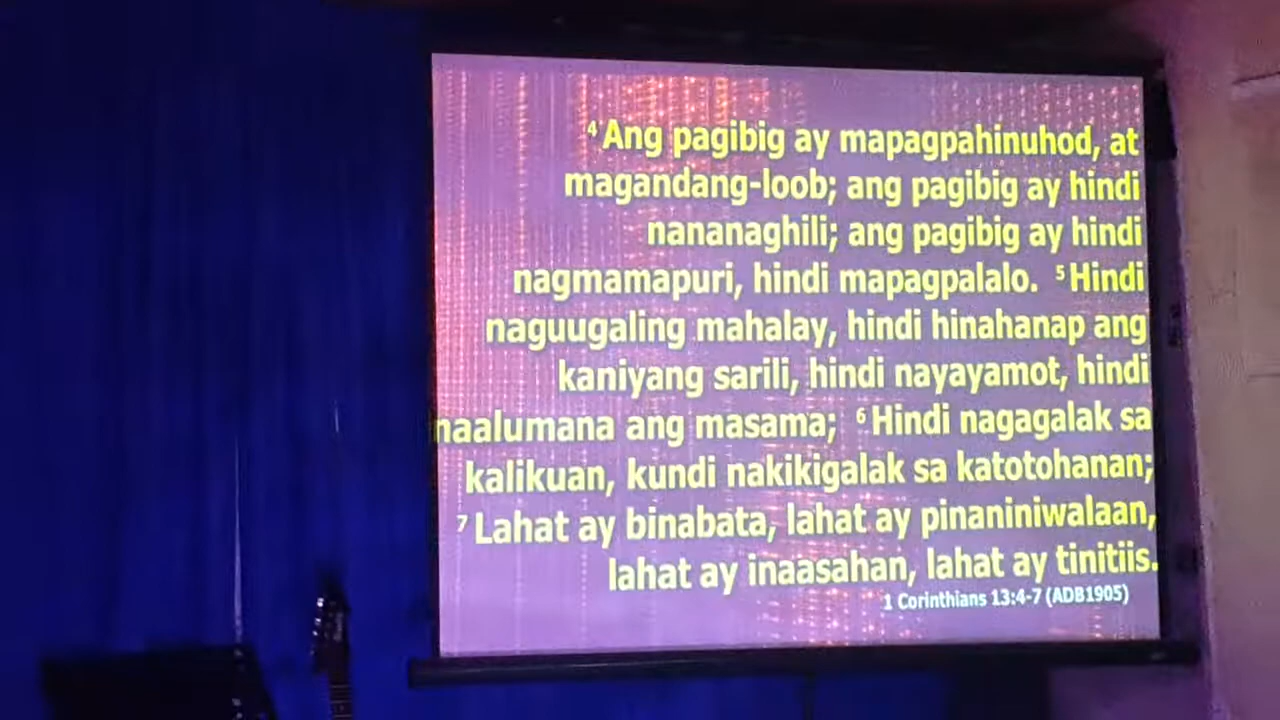 ⁴Ang pagibig ay mapagpahinuhod, at
magandang-loob; ang pagibig ay hindi
nananaghili; ang pagibig ay hindi
nagmamapuri, hindi mapagpalalo. ⁵Hindi
naguugaling mahalay, hindi hinahanap ang
kaniyang sarili, hindi nayayamot, hindi
naalumana ang masama; ⁶Hindi nagagalak sa
kalikuan, kundi nakikigalak sa katotohanan;
⁷Lahat ay binabata, lahat ay pinaniniwalaan,
lahat ay inaasahan, lahat ay tinitiis.
1 Corinthians 13:4-7 (ADB1905)